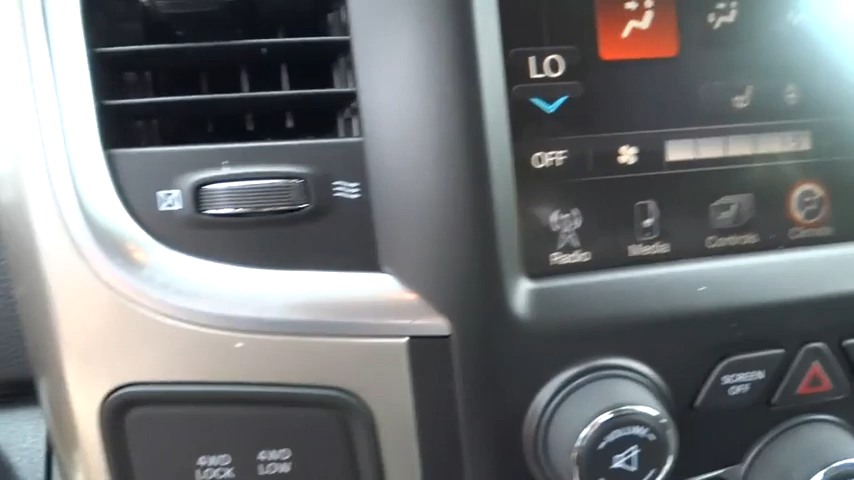 LO
OFF
Radio
Media
Controls
Climate
SCREEN
OFF
VOLUME
4WD
LOCK
4WD
LOW